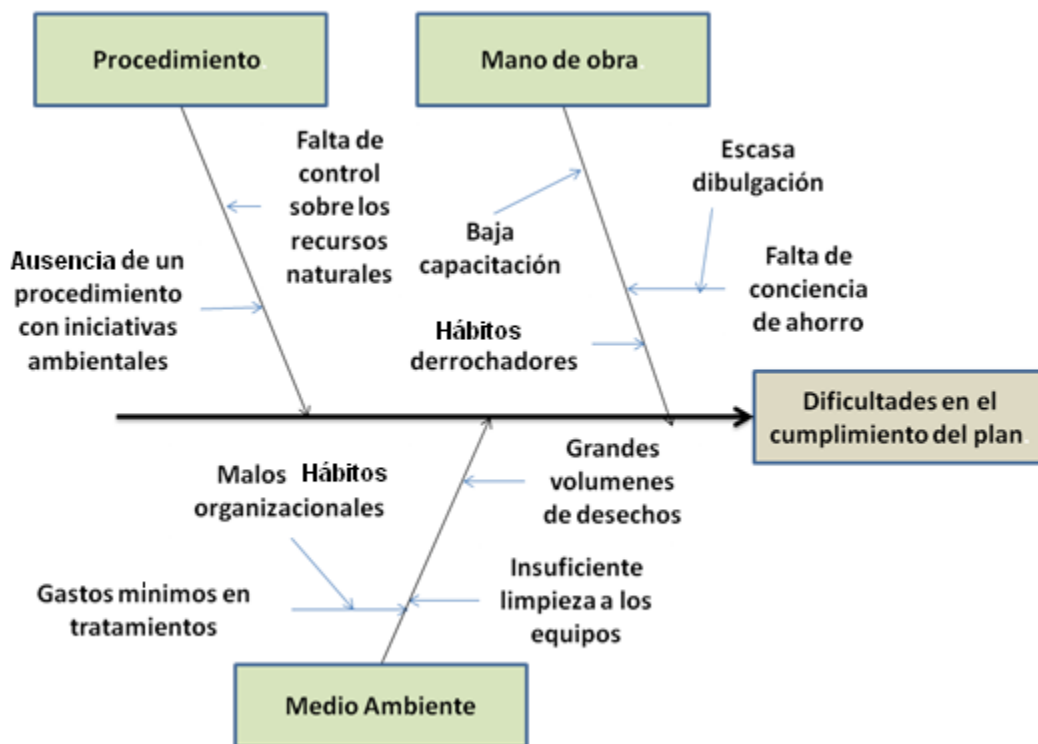 Procedimiento.
Mano de obra.
Falta de
control
sobre los
recursos
naturales
Ausencia de un
procedimiento
con iniciativas
ambientales
Baja
capacitación
Escasa
dibulgación
Falta de
conciencia
de ahorro
Hábitos
derrochadores
Dificultades en el
cumplimiento del plan.
Malos Hábitos
organizacionales
Grandes
volumenes
de desechos
Gastos minimos en
tratamientos
Insuficiente
limpieza a los
equipos
Medio Ambiente